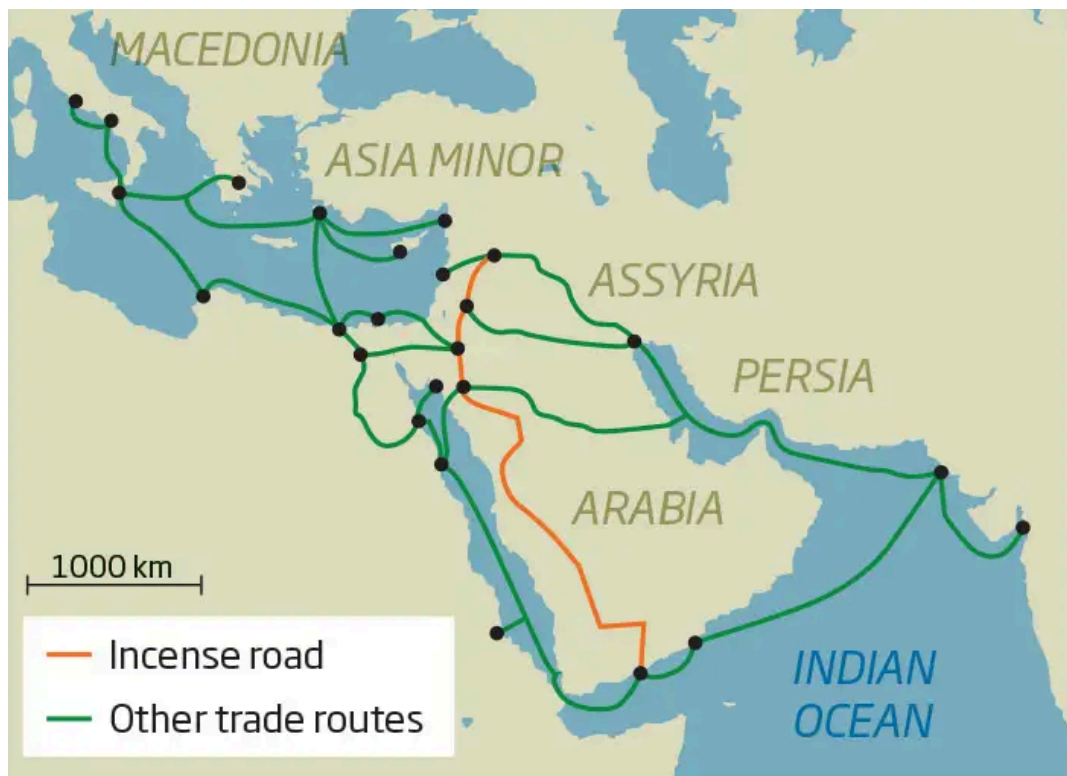 MACEDONIA
ASIA MINOR
ASSYRIA
PERSIA
ARABIA
1000 km
Incense road
Other trade routes
INDIAN
OCEAN